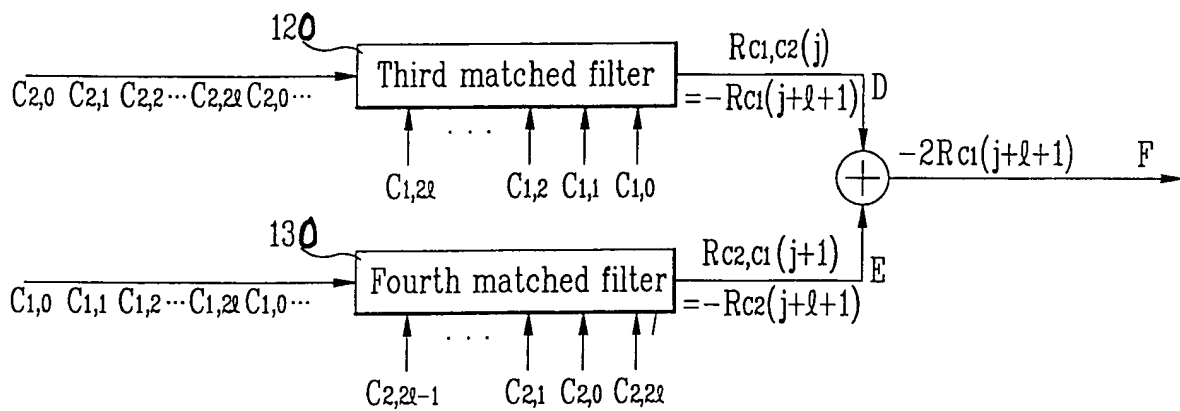 120
Third matched filter
C2,0 C2,1 C2,2...C2,2ℓ C2,0...
RC1,C2(j)
=-RC1(j+ℓ+1)
D
. . .
C1,2ℓ C1,2 C1,1 C1,0
-2RC1(j+ℓ+1) F
130
Fourth matched filter
C1,0 C1,1 C1,2...C1,2ℓ C1,0...
RC2,C1(j+1)
=-RC2(j+ℓ+1)
E
. . .
C2,2ℓ-1 C2,1 C2,0 C2,2ℓ